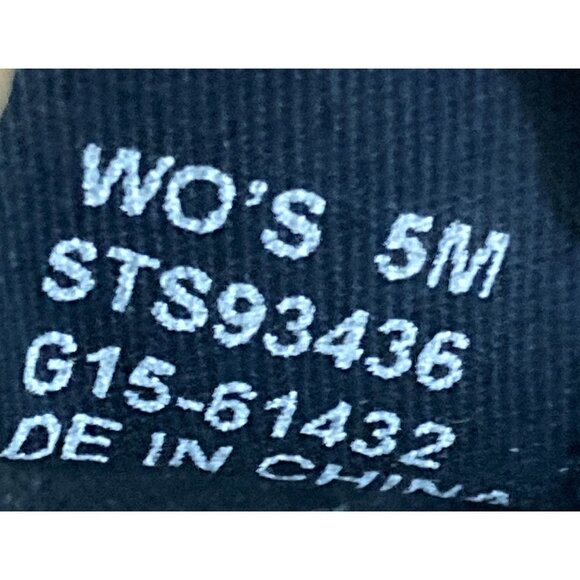 WO'S 5M
STS93436
G15-61432
DE IN CHINA